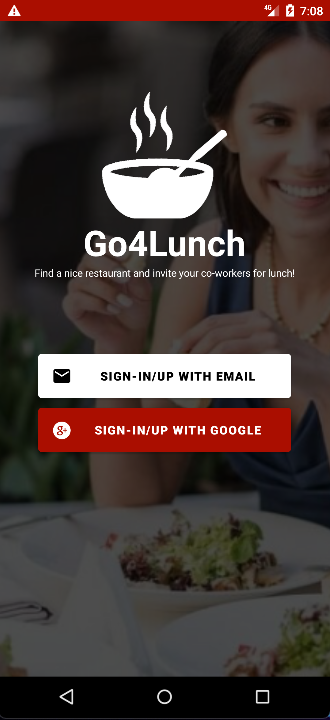 4G 7:08
Go4Lunch
Find a nice restaurant and invite your co-workers for lunch!
SIGN-IN/UP WITH EMAIL
g+ SIGN-IN/UP WITH GOOGLE